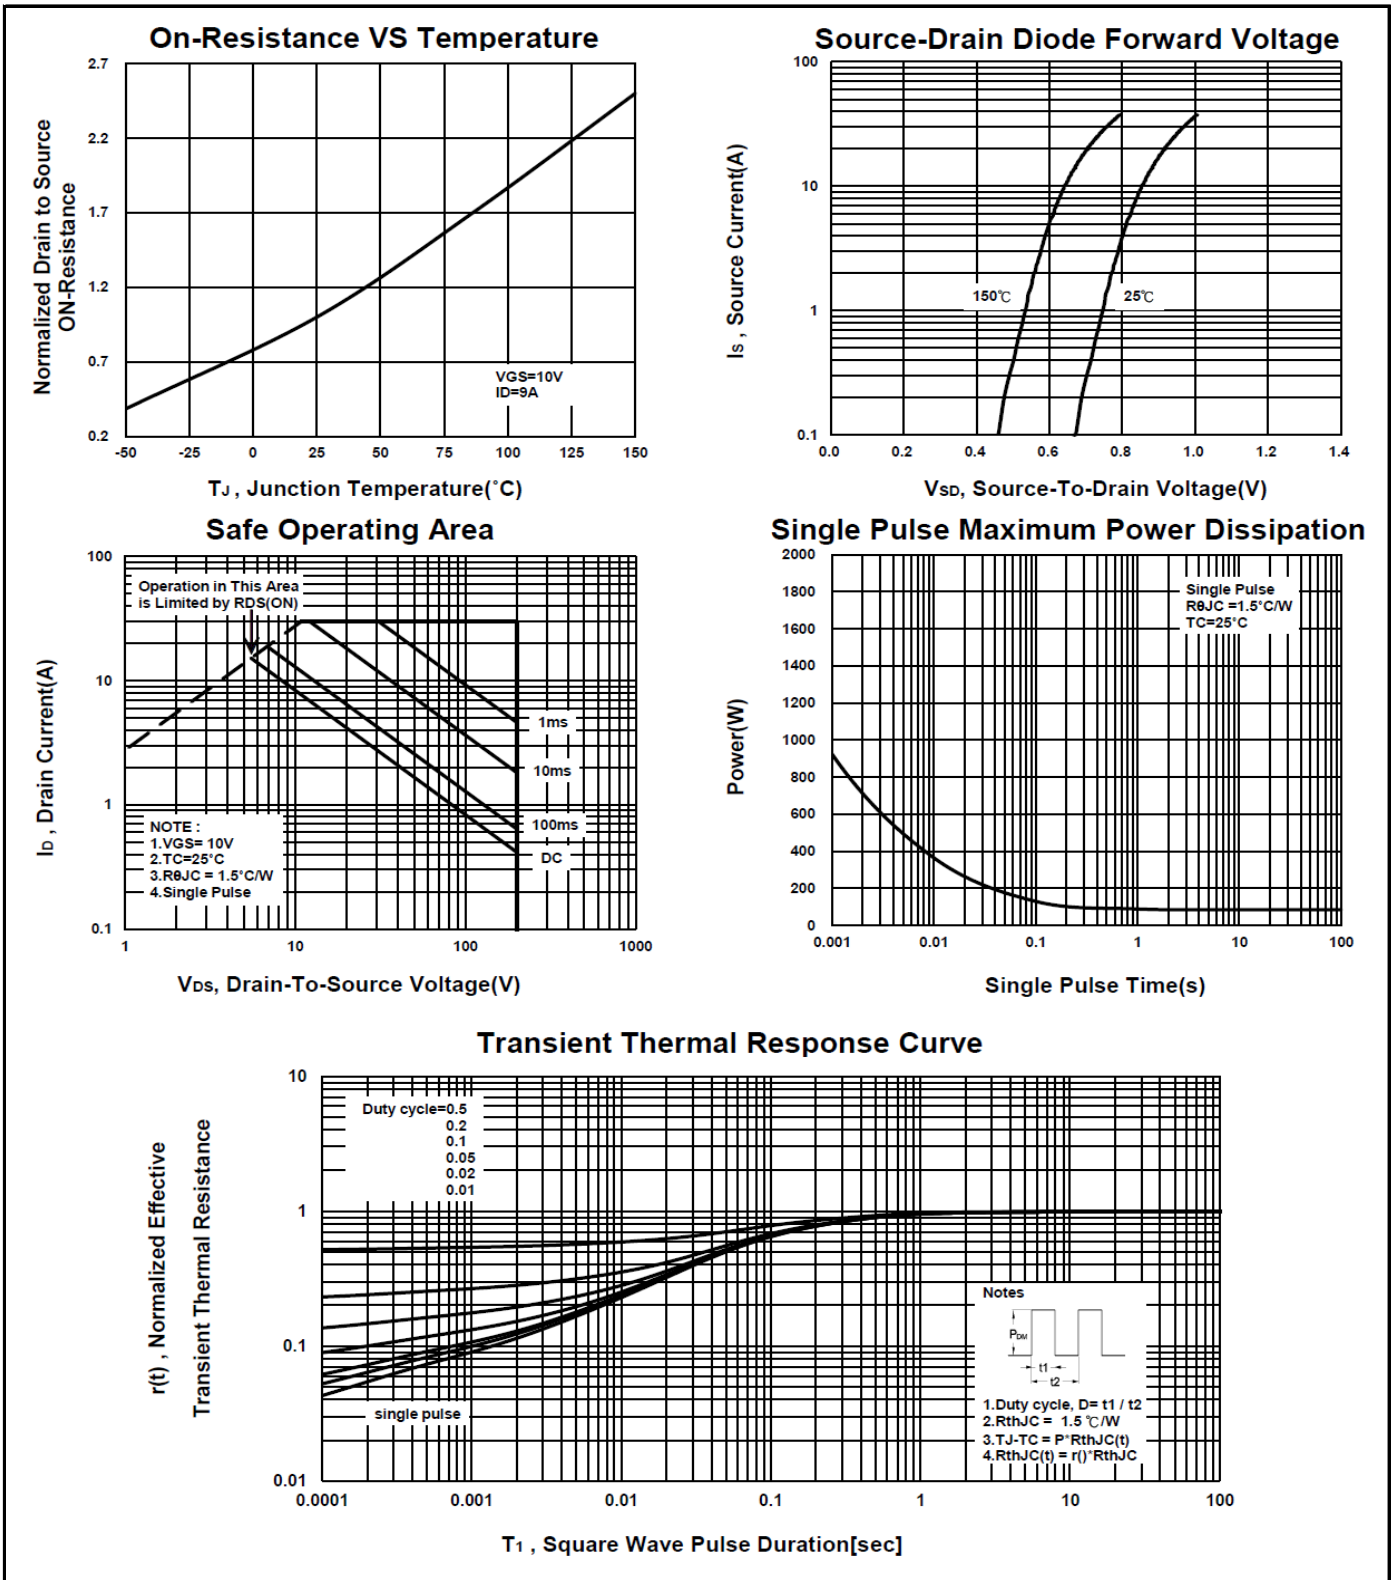 On-Resistance VS Temperature
Normalized Drain to Source
ON-Resistance
2.7
2.2
1.7
1.2
0.7
0.2
VGS=10V
ID=9A
-50 -25 0 25 50 75 100 125 150
TJ , Junction Temperature(˚C)
Source-Drain Diode Forward Voltage
IS , Source Current(A)
100
10
1
0.1
150℃
25℃
0.0 0.2 0.4 0.6 0.8 1.0 1.2 1.4
VSD, Source-To-Drain Voltage(V)
Safe Operating Area
ID , Drain Current(A)
100
10
1
0.1
Operation in This Area
is Limited by RDS(ON)
1ms
10ms
100ms
DC
NOTE :
1.VGS= 10V
2.TC=25°C
3.RθJC = 1.5°C/W
4.Single Pulse
1 10 100 1000
VDS, Drain-To-Source Voltage(V)
Single Pulse Maximum Power Dissipation
Power(W)
2000
1800
1600
1400
1200
1000
800
600
400
200
0
Single Pulse
RθJC =1.5°C/W
TC=25°C
0.001 0.01 0.1 1 10 100
Single Pulse Time(s)
Transient Thermal Response Curve
r(t) , Normalized Effective
Transient Thermal Resistance
10
1
0.1
0.01
Duty cycle=0.5
0.2
0.1
0.05
0.02
0.01
single pulse
Notes
PDM
t1
t2
1.Duty cycle, D= t1 / t2
2.RthJC = 1.5 ℃/W
3.TJ-TC = P*RthJC(t)
4.RthJC(t) = r()*RthJC
0.0001 0.001 0.01 0.1 1 10 100
T1 , Square Wave Pulse Duration[sec]